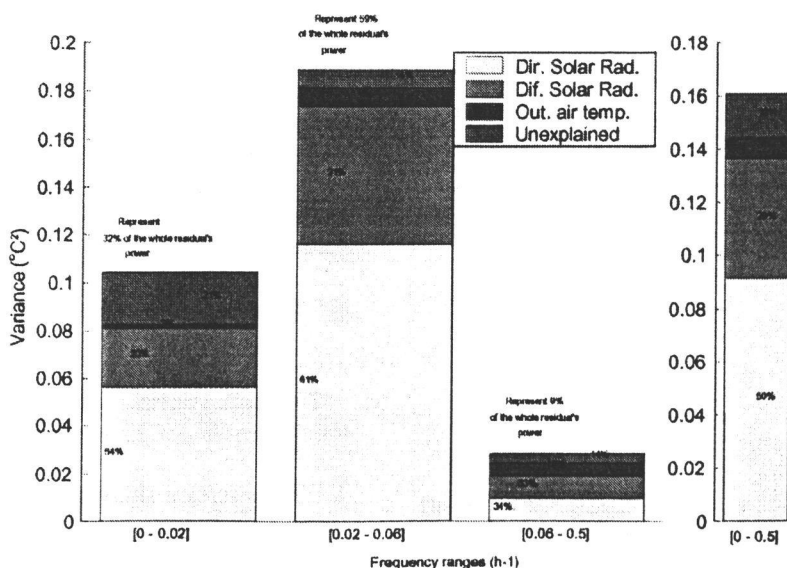 Represent 59%
of the whole residual's
power
Dir. Solar Rad.
Dif. Solar Rad.
Out. air temp.
Unexplained
Represent
32% of the whole residual's
power
Represent 9%
of the whole residual's
power
Variance (°C²)
0.2
0.18
0.16
0.14
0.12
0.1
0.08
0.06
0.04
0.02
0
54%
61%
34%
0.18
0.16
0.14
0.12
0.1
0.08
0.06
0.04
0.02
0
[0 - 0.02]
[0.02 - 0.06]
[0.06 - 0.5]
[0 - 0.5]
Frequency ranges (h-1)